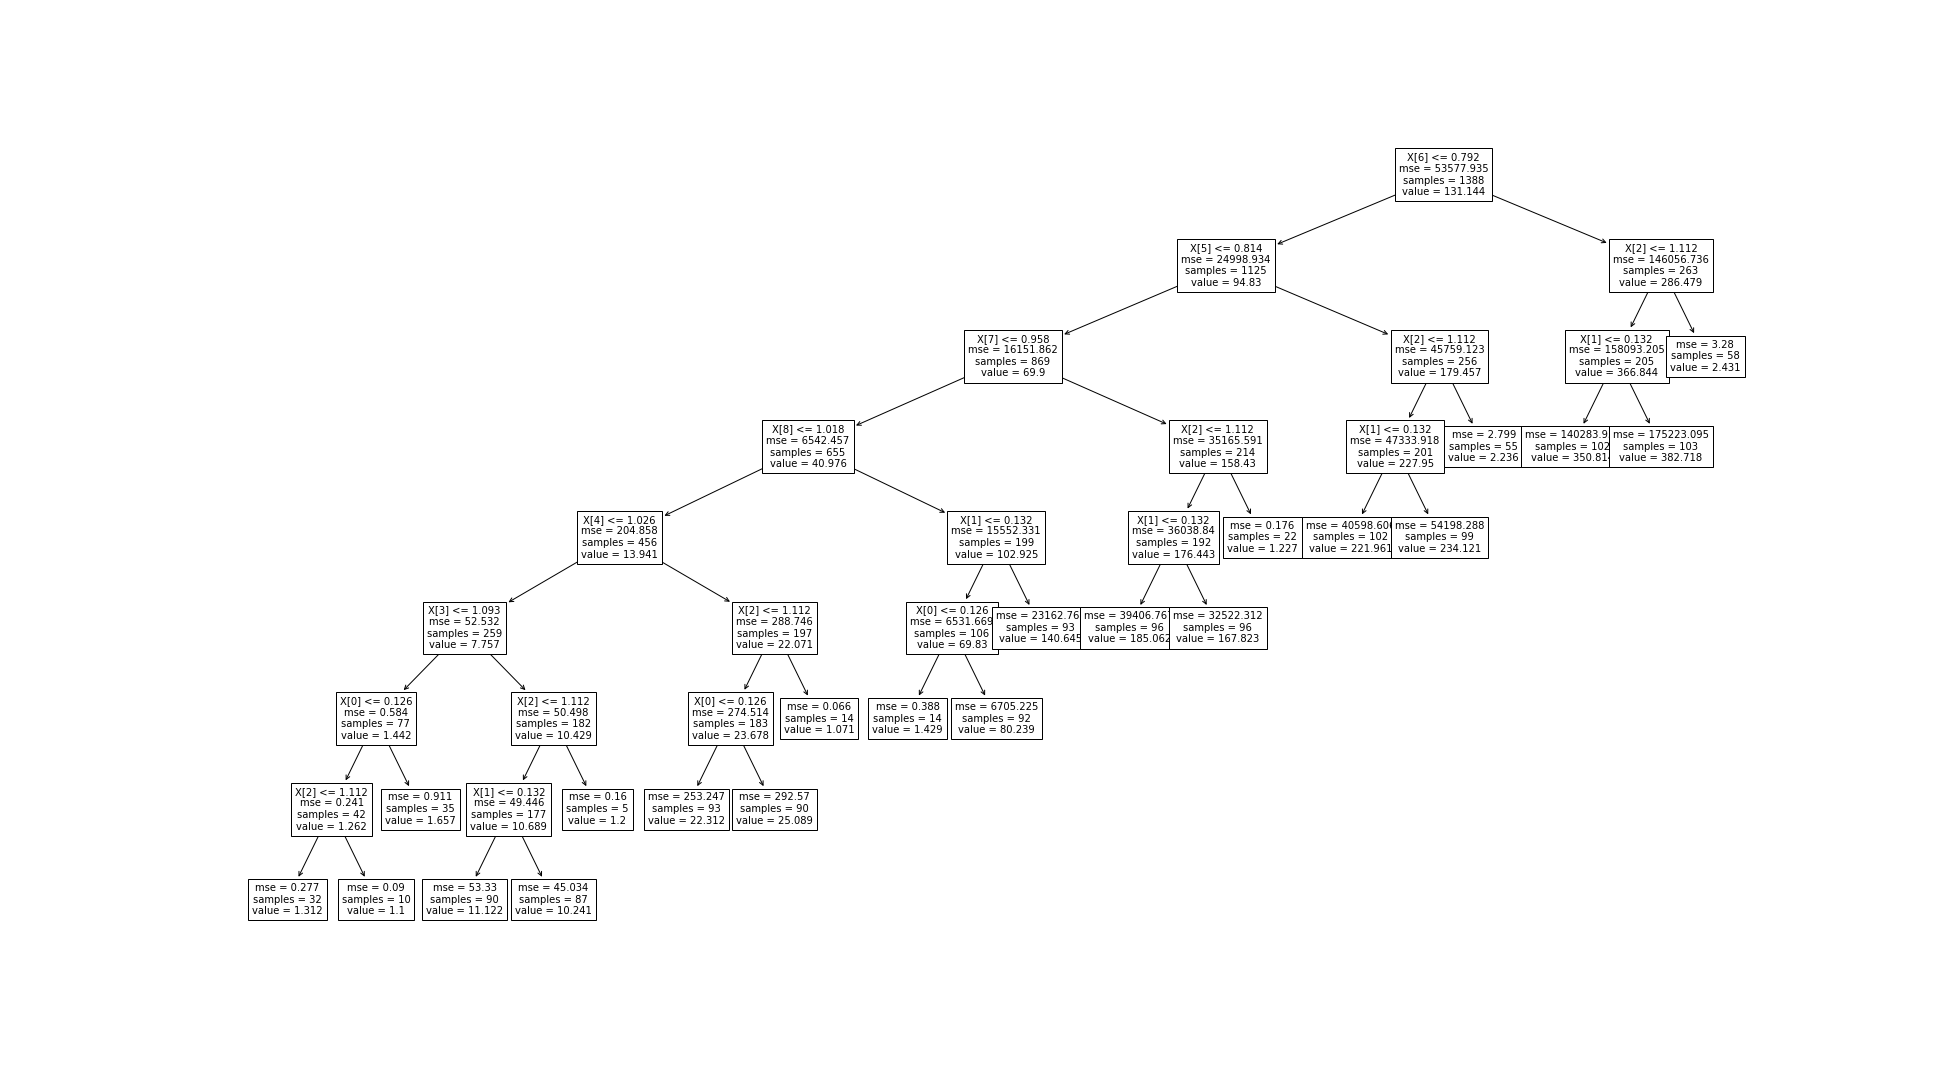 X[6] <= 0.792
mse = 53577.935
samples = 1388
value = 131.144
X[5] <= 0.814
mse = 24998.934
samples = 1125
value = 94.83
X[2] <= 1.112
mse = 146056.736
samples = 263
value = 286.479
X[7] <= 0.958
mse = 16151.862
samples = 869
value = 69.9
X[2] <= 1.112
mse = 45759.123
samples = 256
value = 179.457
X[1] <= 0.132
mse = 158093.205
samples = 205
value = 366.844
mse = 3.28
samples = 58
value = 2.431
X[8] <= 1.018
mse = 6542.457
samples = 655
value = 40.976
X[2] <= 1.112
mse = 35165.591
samples = 214
value = 158.43
X[1] <= 0.132
mse = 47333.918
samples = 201
value = 227.95
mse = 2.799
samples = 55
value = 2.236
mse =
samples = 102
value =
mse = 175223.095
samples = 103
value = 382.718
X[4] <= 1.026
mse = 204.858
samples = 456
value = 13.941
X[1] <= 0.132
mse = 15552.331
samples = 199
value = 102.925
X[1] <= 0.132
mse = 36038.84
samples = 192
value = 176.443
mse = 0.176
samples = 22
value = 1.227
mse =
samples = 102
value = 221.961
mse = 54198.288
samples = 99
value = 234.121
X[3] <= 1.093
mse = 52.532
samples = 259
value = 7.757
X[2] <= 1.112
mse = 288.746
samples = 197
value = 22.071
X[0] <= 0.126
mse = 6531.669
samples = 106
value = 69.83
mse =
samples = 93
value = 140.645
mse =
samples = 96
value = 185.062
mse = 32522.312
samples = 96
value = 167.823
X[0] <= 0.126
mse = 0.584
samples = 77
value = 1.442
X[2] <= 1.112
mse = 50.498
samples = 182
value = 10.429
X[0] <= 0.126
mse = 274.514
samples = 183
value = 23.678
mse = 0.066
samples = 14
value = 1.071
mse = 0.388
samples = 14
value = 1.429
mse = 6705.225
samples = 92
value = 80.239
X[2] <= 1.112
mse = 0.241
samples = 42
value = 1.262
mse = 0.911
samples = 35
value = 1.657
X[1] <= 0.132
mse = 49.446
samples = 177
value = 10.689
mse = 0.16
samples = 5
value = 1.2
mse = 253.247
samples = 93
value = 22.312
mse = 292.57
samples = 90
value = 25.089
mse = 0.277
samples = 32
value = 1.312
mse = 0.09
samples = 10
value = 1.1
mse = 53.33
samples = 90
value = 11.122
mse = 45.034
samples = 87
value = 10.241